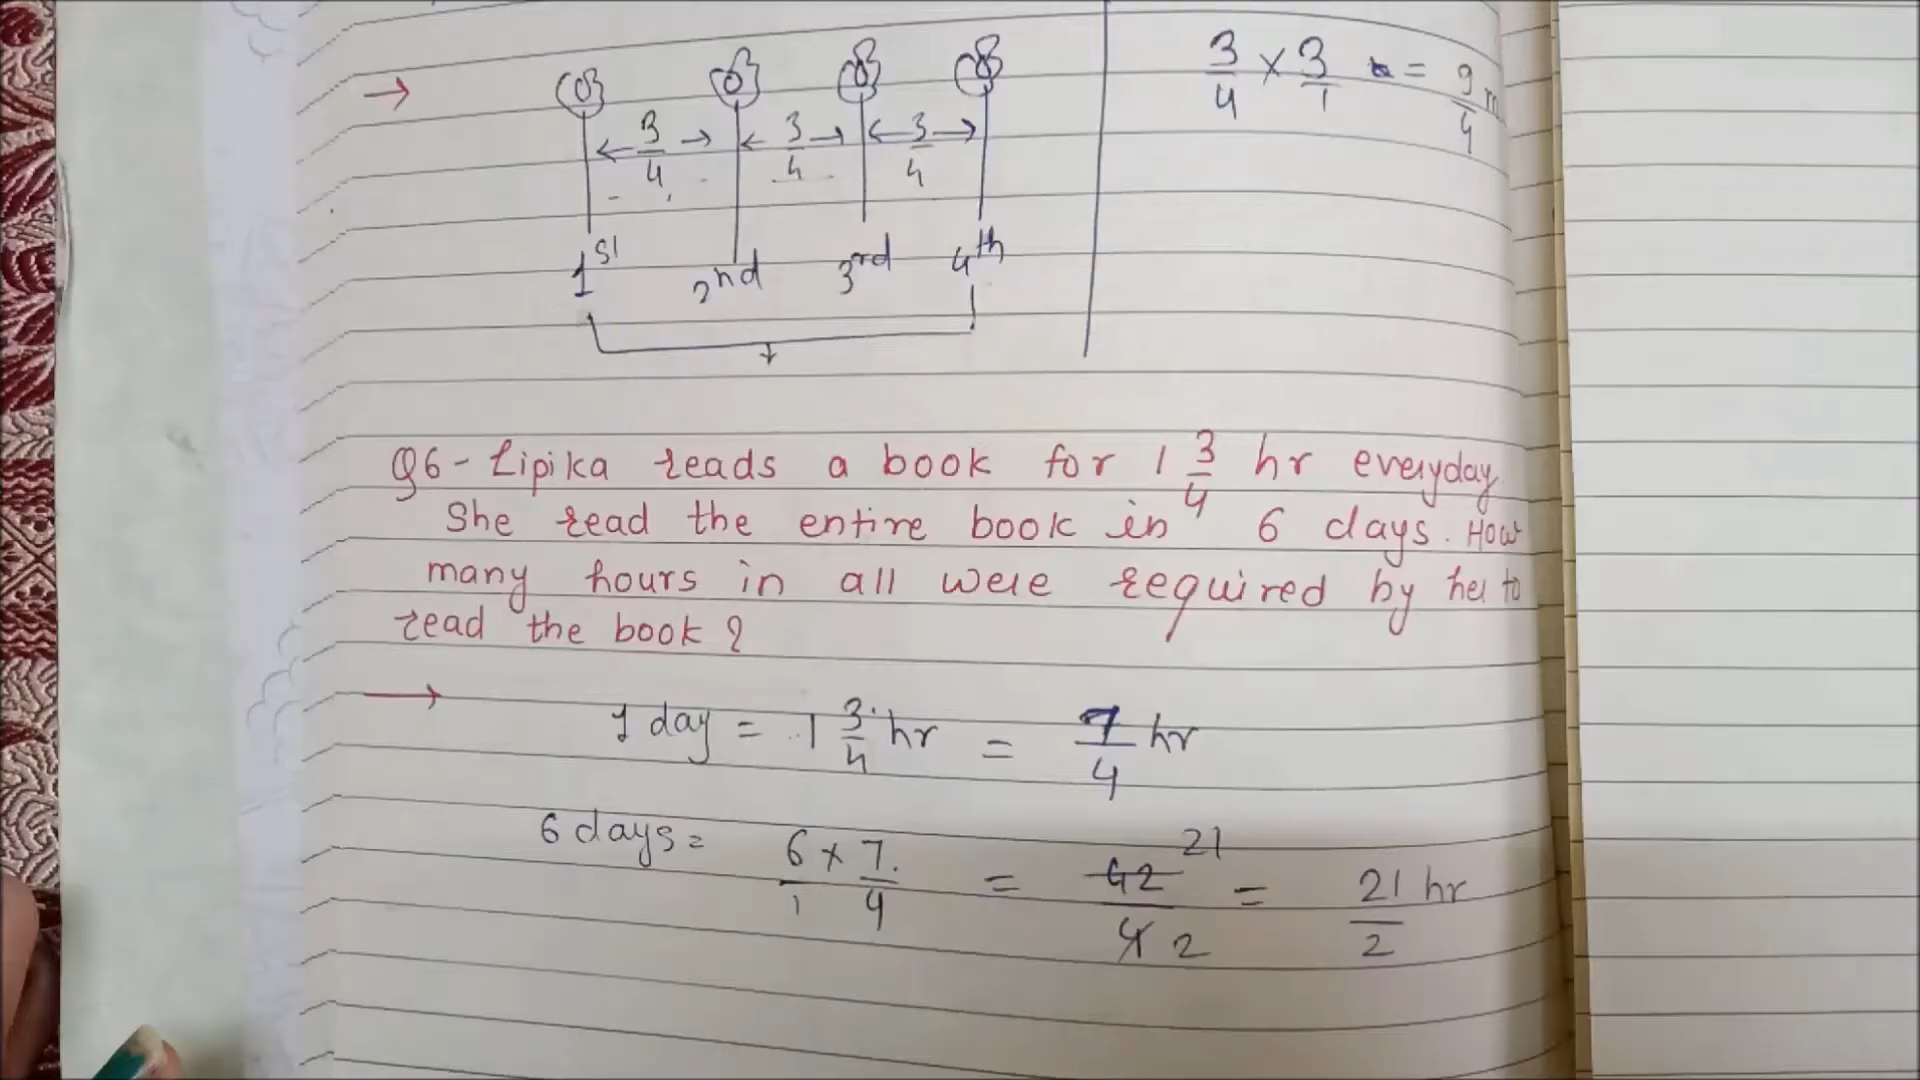 3/4 × 3/1 = 9/4 m
3/4 3/4 3/4
1st 2nd 3rd 4th
Q6 - Lipika reads a book for 1 3/4 hr everyday
She read the entire book in 6 days. How
many hours in all were required by her to
read the book ?
1 day = 1 3/4 hr = 7/4 hr
6 days = 6/1 × 7/4 = 42/4 21/2 = 21/2 hr